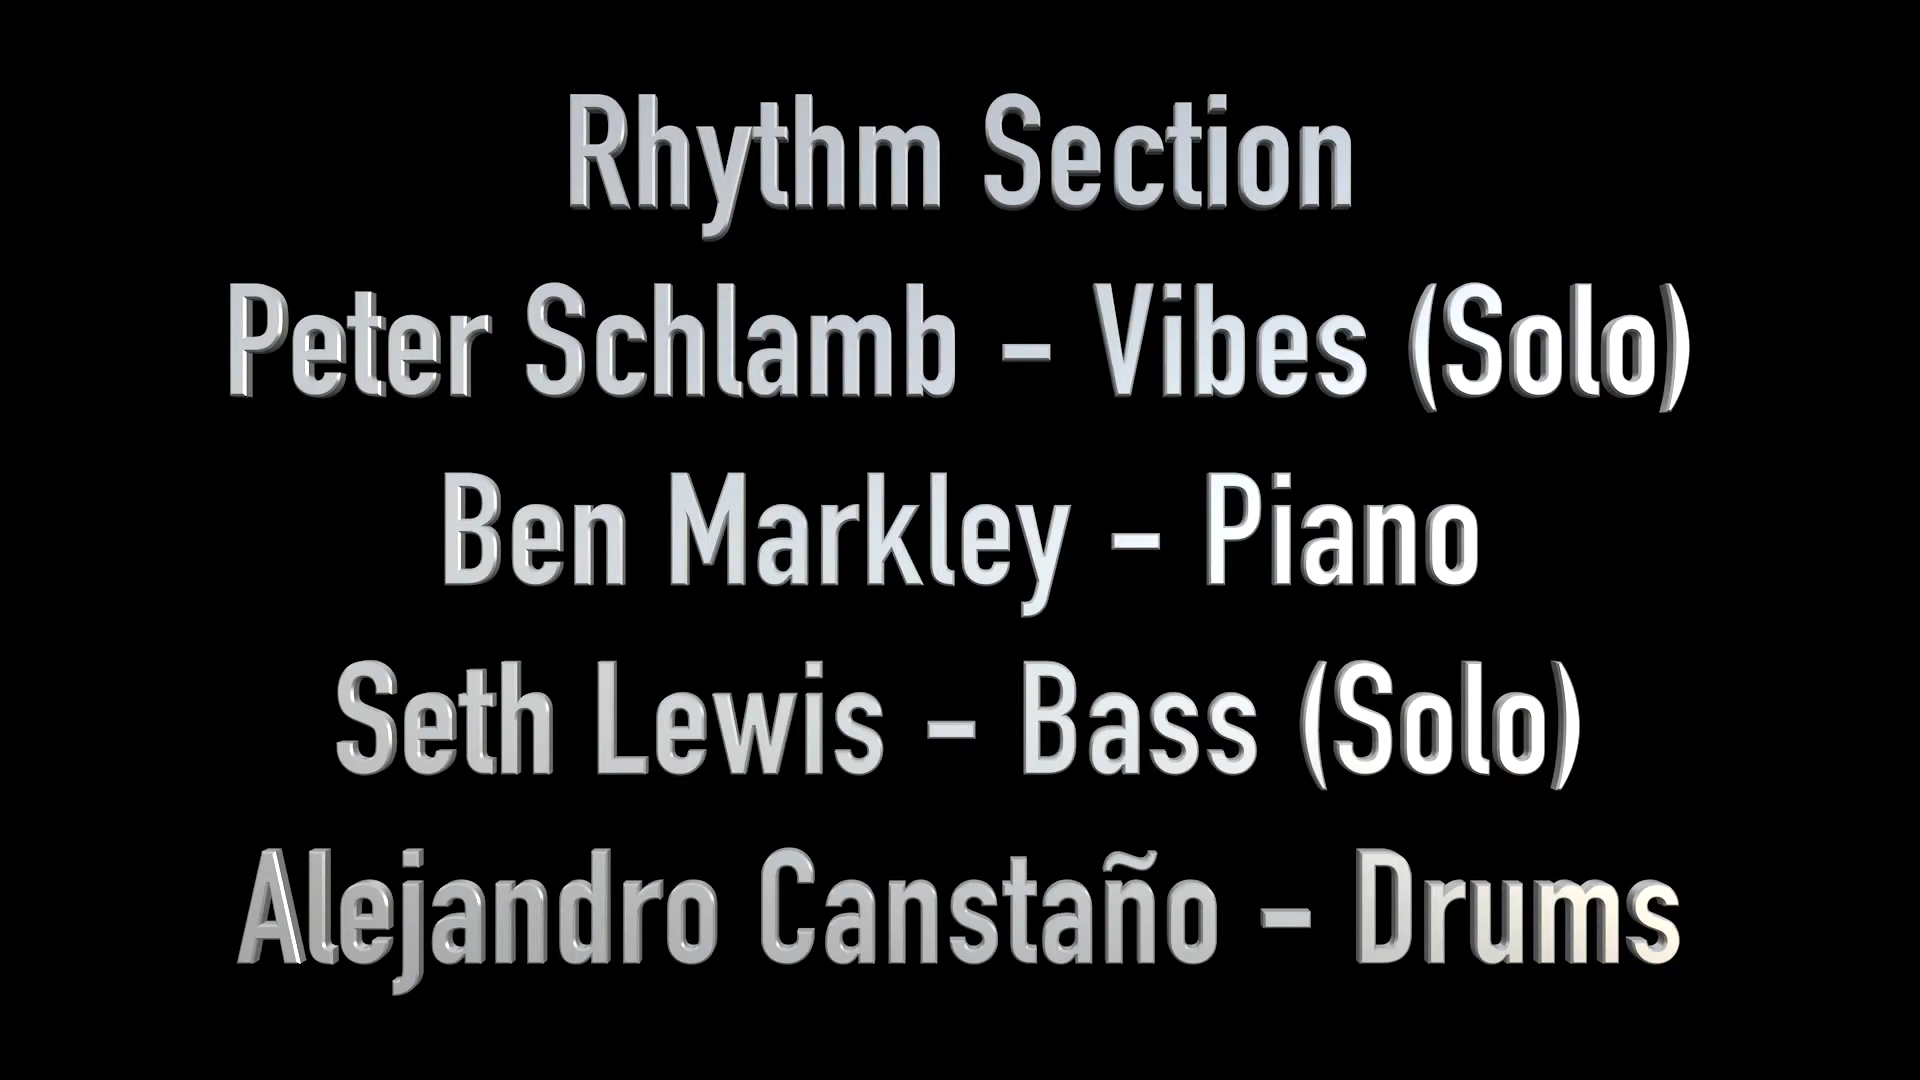 Rhythm Section
Peter Schlamb - Vibes (Solo)
Ben Markley - Piano
Seth Lewis - Bass (Solo)
Alejandro Canstaño - Drums